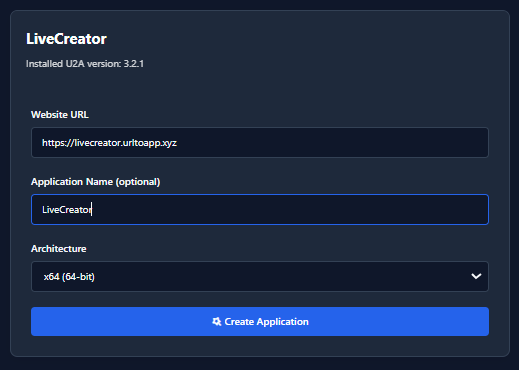 LiveCreator
Installed U2A version: 3.2.1
Website URL
https://livecreator.urltoapp.xyz
Application Name (optional)
LiveCreator
Architecture
x64 (64-bit)
Create Application